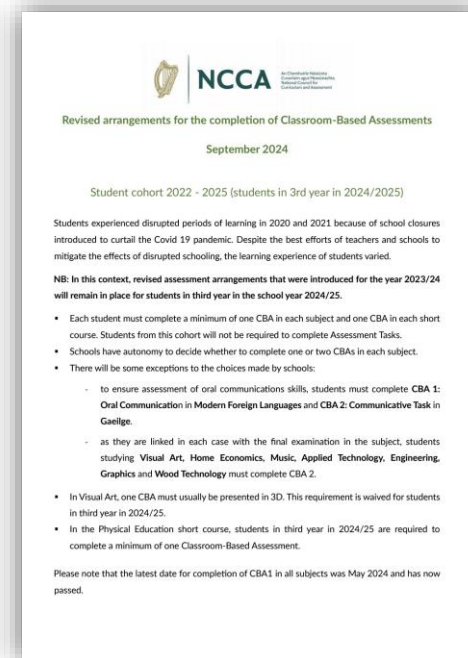 NCCA
An Chomhairle Náisiúnta
Curaclaim agus Measúnachta
National Council for
Curriculum and Assessment
Revised arrangements for the completion of Classroom-Based Assessments
September 2024
Student cohort 2022 - 2025 (students in 3rd year in 2024/2025)
Students experienced disrupted periods of learning in 2020 and 2021 because of school closures
introduced to curtail the Covid 19 pandemic. Despite the best efforts of teachers and schools to
mitigate the effects of disrupted schooling, the learning experience of students varied.
NB: In this context, revised assessment arrangements that were introduced for the year 2023/24
will remain in place for students in third year in the school year 2024/25.
• Each student must complete a minimum of one CBA in each subject and one CBA in each short
course. Students from this cohort will not be required to complete Assessment Tasks.
• Schools have autonomy to decide whether to complete one or two CBAs in each subject.
• There will be some exceptions to the choices made by schools:
- to ensure assessment of oral communications skills, students must complete CBA 1:
Oral Communication in Modern Foreign Languages and CBA 2: Communicative Task in
Gaeilge.
- as they are linked in each case with the final examination in the subject, students
studying Visual Art, Home Economics, Music, Applied Technology, Engineering,
Graphics and Wood Technology must complete CBA 2.
• In Visual Art, one CBA must usually be presented in 3D. This requirement is waived for students
in third year in 2024/25.
• In the Physical Education short course, students in third year in 2024/25 are required to
complete a minimum of one Classroom-Based Assessment.
Please note that the latest date for completion of CBA1 in all subjects was May 2024 and has now
passed.